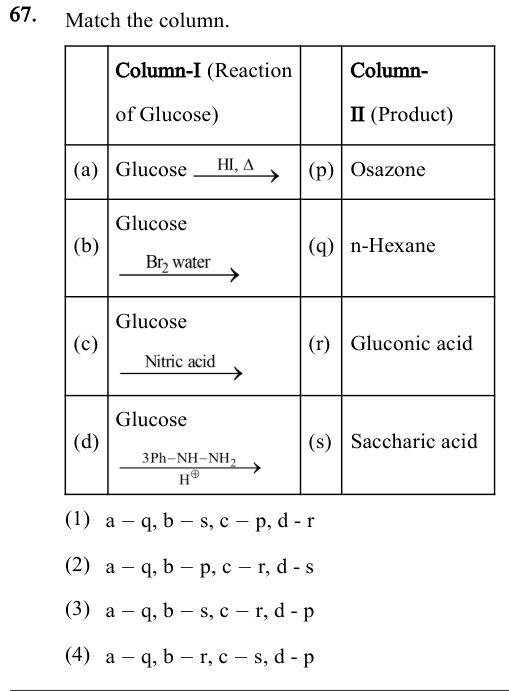 67. Match the column.
Column-I (Reaction of Glucose) Column-II (Product)
(a) Glucose HI, Δ → (p) Osazone
(b) Glucose Br₂ water → (q) n-Hexane
(c) Glucose Nitric acid → (r) Gluconic acid
(d) Glucose 3Ph–NH–NH₂ H⊕ → (s) Saccharic acid
(1) a – q, b – s, c – p, d - r
(2) a – q, b – p, c – r, d - s
(3) a – q, b – s, c – r, d - p
(4) a – q, b – r, c – s, d - p